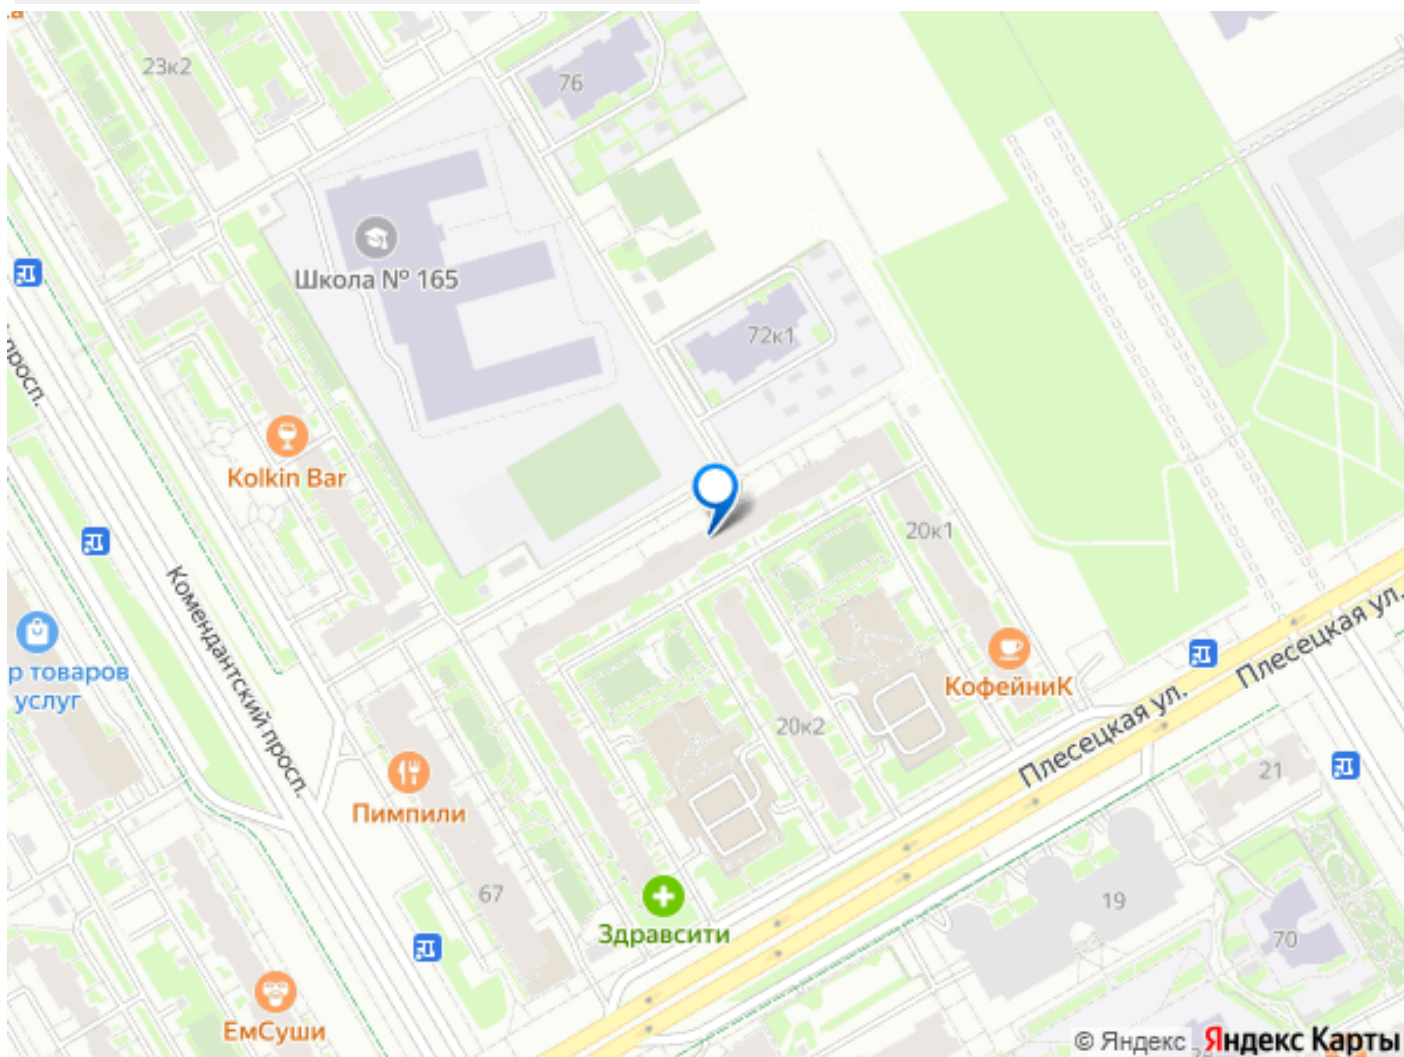 23к2
76
Школа № 165
просп.
72к1
Kolkin Bar
20к1
Комендантский просп.
р товаров
услуг
КофейниК
Плесецкая ул.
Плесецкая ул.
20к2
21
Пимпили
67
19
Здравсити
70
ЕмСуши
© Яндекс Яндекс Карты